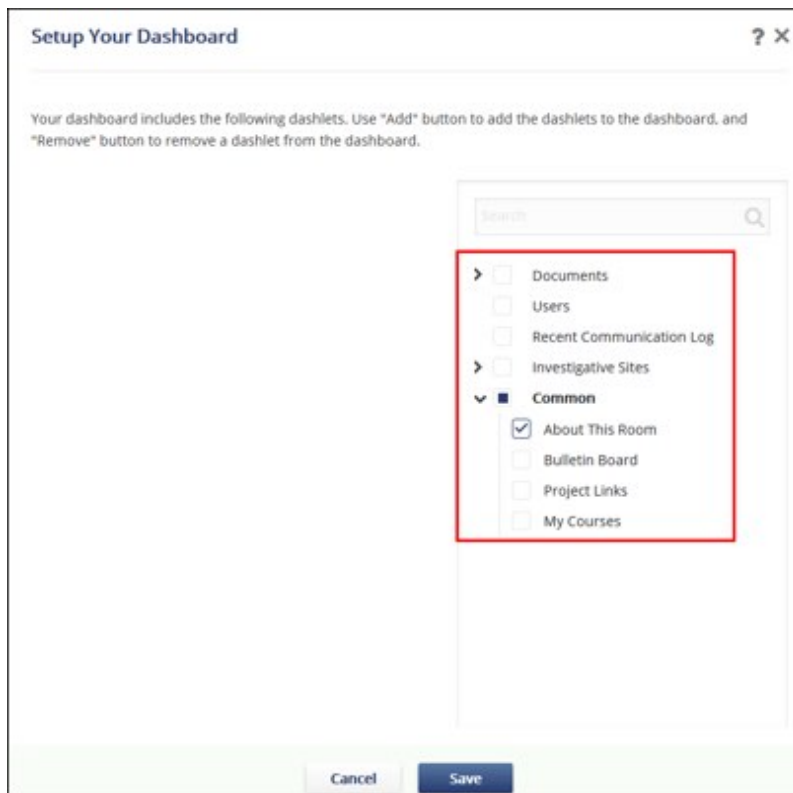 Setup Your Dashboard
? ×
Your dashboard includes the following dashlets. Use "Add" button to add the dashlets to the dashboard, and
"Remove" button to remove a dashlet from the dashboard.
Search
Documents
Users
Recent Communication Log
Investigative Sites
Common
About This Room
Bulletin Board
Project Links
My Courses
Cancel
Save